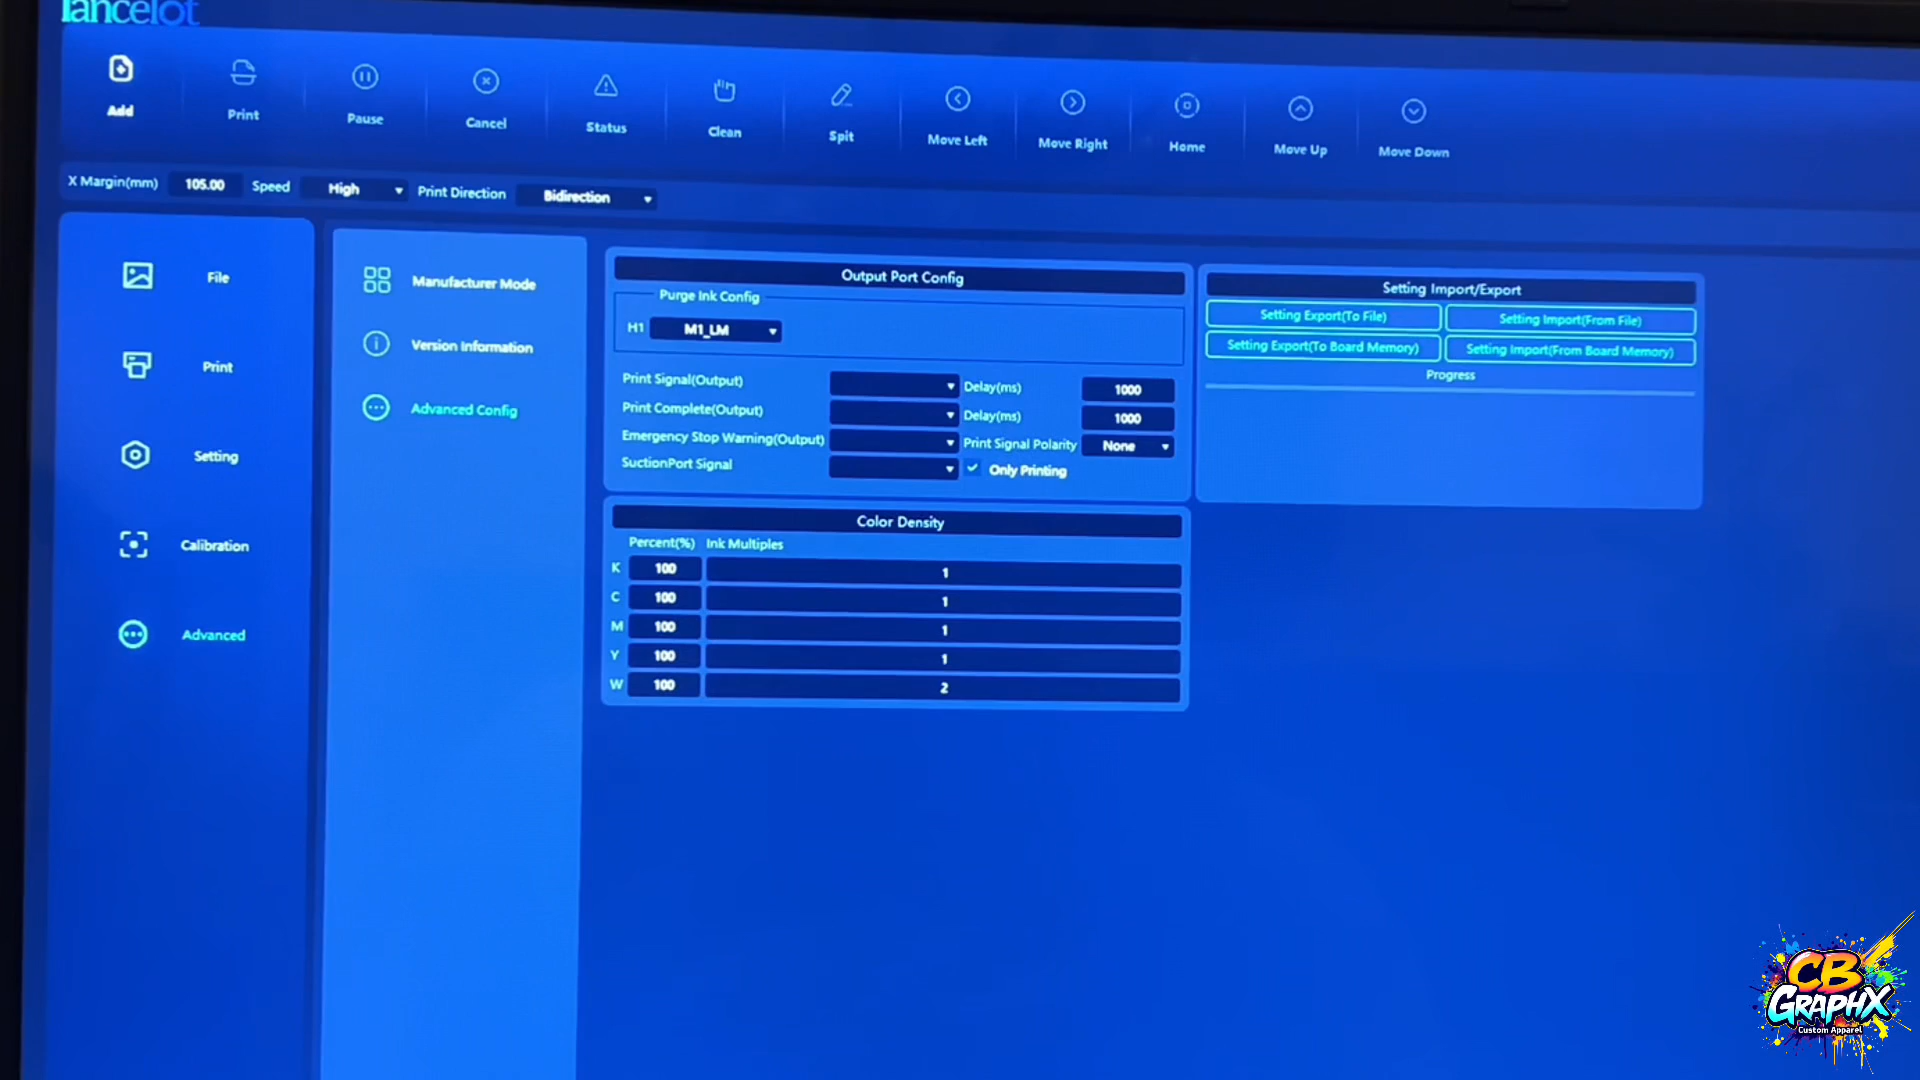 lancelot
Add
Print
Pause
Cancel
Status
Clean
Spit
Move Left
Move Right
Home
Move Up
Move Down
X Margin(mm) 105.00 Speed High Print Direction Bidirection
File
Print
Setting
Calibration
Advanced
Manufacturer Mode
Version Information
Advanced Config
Output Port Config
Purge Ink Config
H1 M1_LM
Print Signal(Output) Delay(ms) 1000
Print Complete(Output) Delay(ms) 1000
Emergency Stop Warning(Output) Print Signal Polarity None
SuctionPort Signal Only Printing
Color Density
Percent(%) Ink Multiples
K 100 1
C 100 1
M 100 1
Y 100 1
W 100 2
Setting Import/Export
Setting Export(To File) Setting Import(From File)
Setting Export(To Board Memory) Setting Import(From Board Memory)
Progress
CB
GRAPHX
Custom Apparel